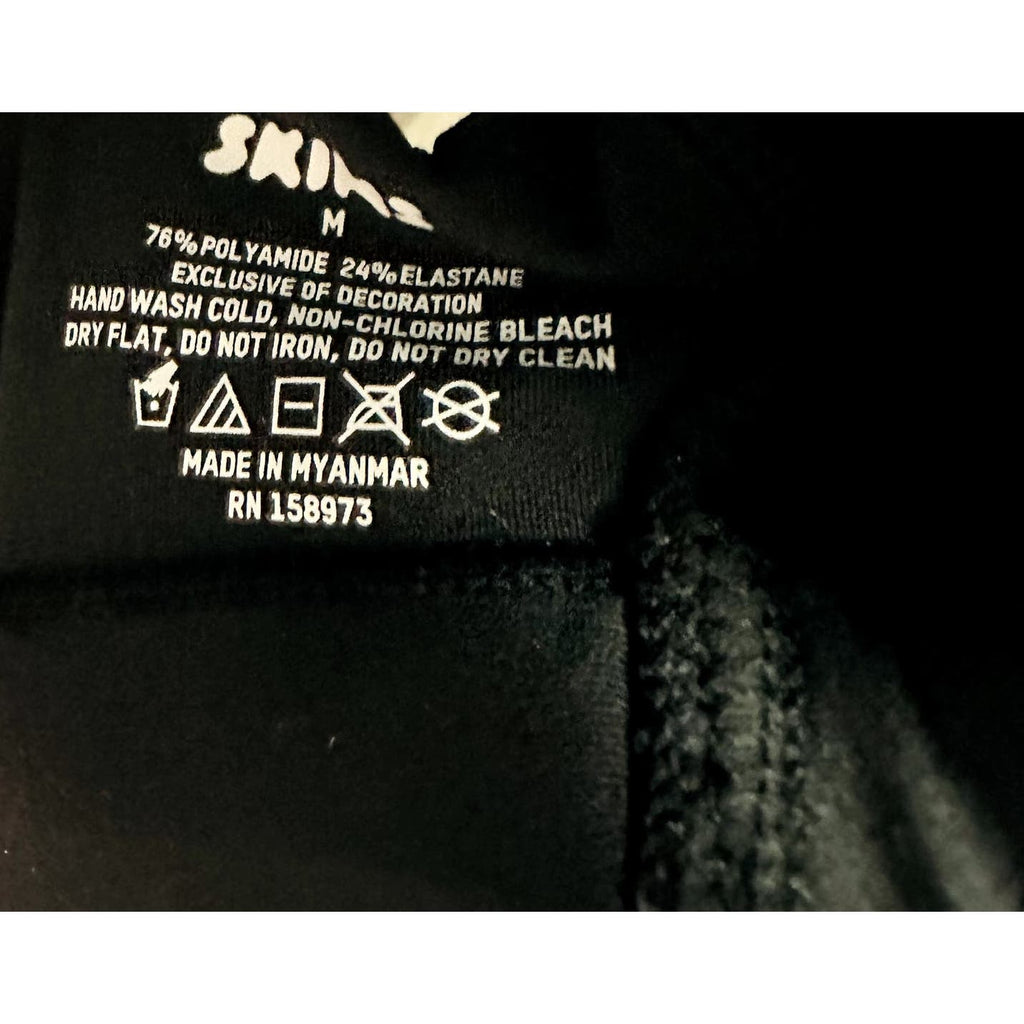 SKIMS
M
76% POLYAMIDE 24% ELASTANE
EXCLUSIVE OF DECORATION
HAND WASH COLD, NON-CHLORINE BLEACH
DRY FLAT, DO NOT IRON, DO NOT DRY CLEAN
MADE IN MYANMAR
RN 158973